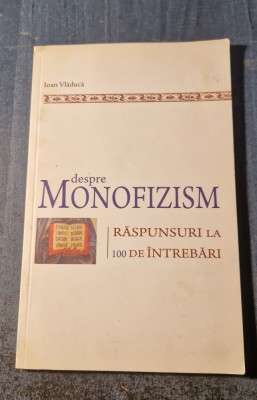 Ioan Vlăducă
despre
MONOFIZISM
RĂSPUNSURI LA
100 DE ÎNTREBĂRI